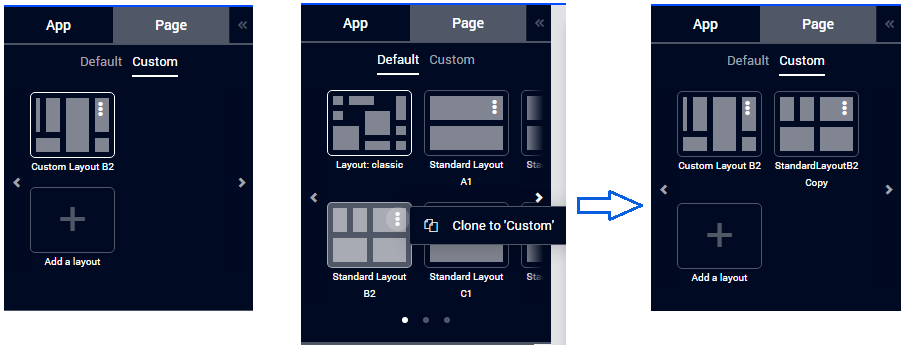 App Page «
Default Custom
Custom Layout B2
Add a layout
App Page «
Default Custom
Layout: classic Standard Layout
A1
Sta
Clone to 'Custom'
Standard Layout Standard Layout
B2 C1
Sta
App Page «
Default Custom
Custom Layout B2 StandardLayoutB2
Copy
Add a layout